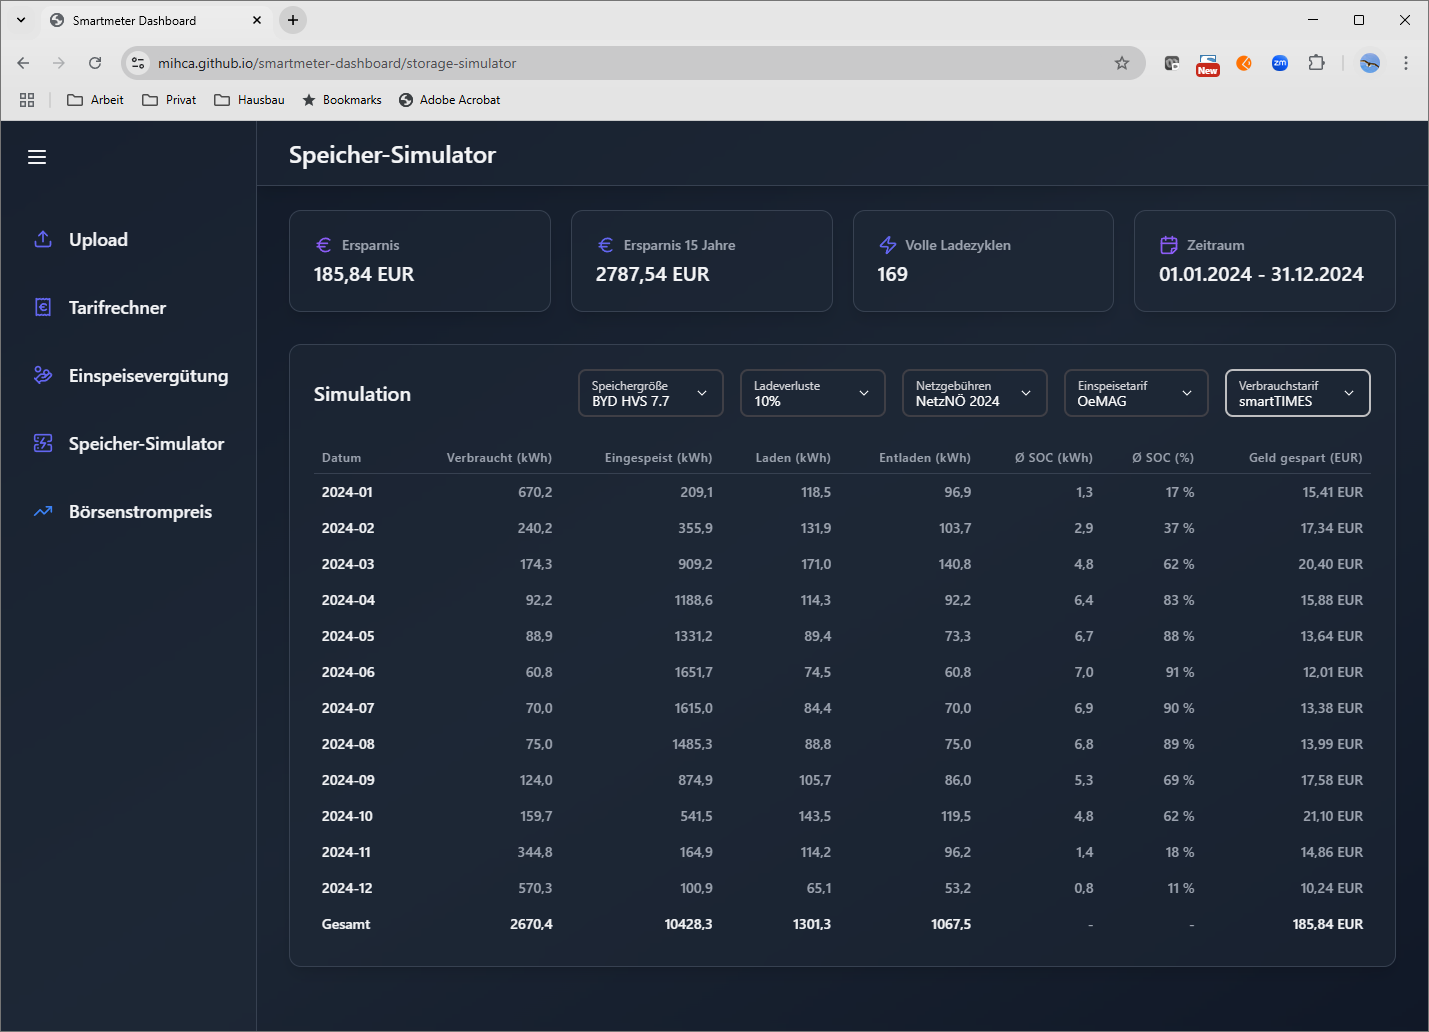 Smartmeter Dashboard
mihca.github.io/smartmeter-dashboard/storage-simulator
New
zm
Arbeit Privat Hausbau Bookmarks Adobe Acrobat
Speicher-Simulator
Upload
Tarifrechner
Einspeisevergütung
Speicher-Simulator
Börsenstrompreis
Ersparnis
185,84 EUR
Ersparnis 15 Jahre
2787,54 EUR
Volle Ladezyklen
169
Zeitraum
01.01.2024 - 31.12.2024
Simulation
Speichergröße
BYD HVS 7.7
Ladeverluste
10%
Netzgebühren
NetzNÖ 2024
Einspeisetarif
OeMAG
Verbrauchstarif
smartTIMES
Datum Verbraucht (kWh) Eingespeist (kWh) Laden (kWh) Entladen (kWh) Ø SOC (kWh) Ø SOC (%) Geld gespart (EUR)
2024-01 670,2 209,1 118,5 96,9 1,3 17 % 15,41 EUR
2024-02 240,2 355,9 131,9 103,7 2,9 37 % 17,34 EUR
2024-03 174,3 909,2 171,0 140,8 4,8 62 % 20,40 EUR
2024-04 92,2 1188,6 114,3 92,2 6,4 83 % 15,88 EUR
2024-05 88,9 1331,2 89,4 73,3 6,7 88 % 13,64 EUR
2024-06 60,8 1651,7 74,5 60,8 7,0 91 % 12,01 EUR
2024-07 70,0 1615,0 84,4 70,0 6,9 90 % 13,38 EUR
2024-08 75,0 1485,3 88,8 75,0 6,8 89 % 13,99 EUR
2024-09 124,0 874,9 105,7 86,0 5,3 69 % 17,58 EUR
2024-10 159,7 541,5 143,5 119,5 4,8 62 % 21,10 EUR
2024-11 344,8 164,9 114,2 96,2 1,4 18 % 14,86 EUR
2024-12 570,3 100,9 65,1 53,2 0,8 11 % 10,24 EUR
Gesamt 2670,4 10428,3 1301,3 1067,5 - - 185,84 EUR